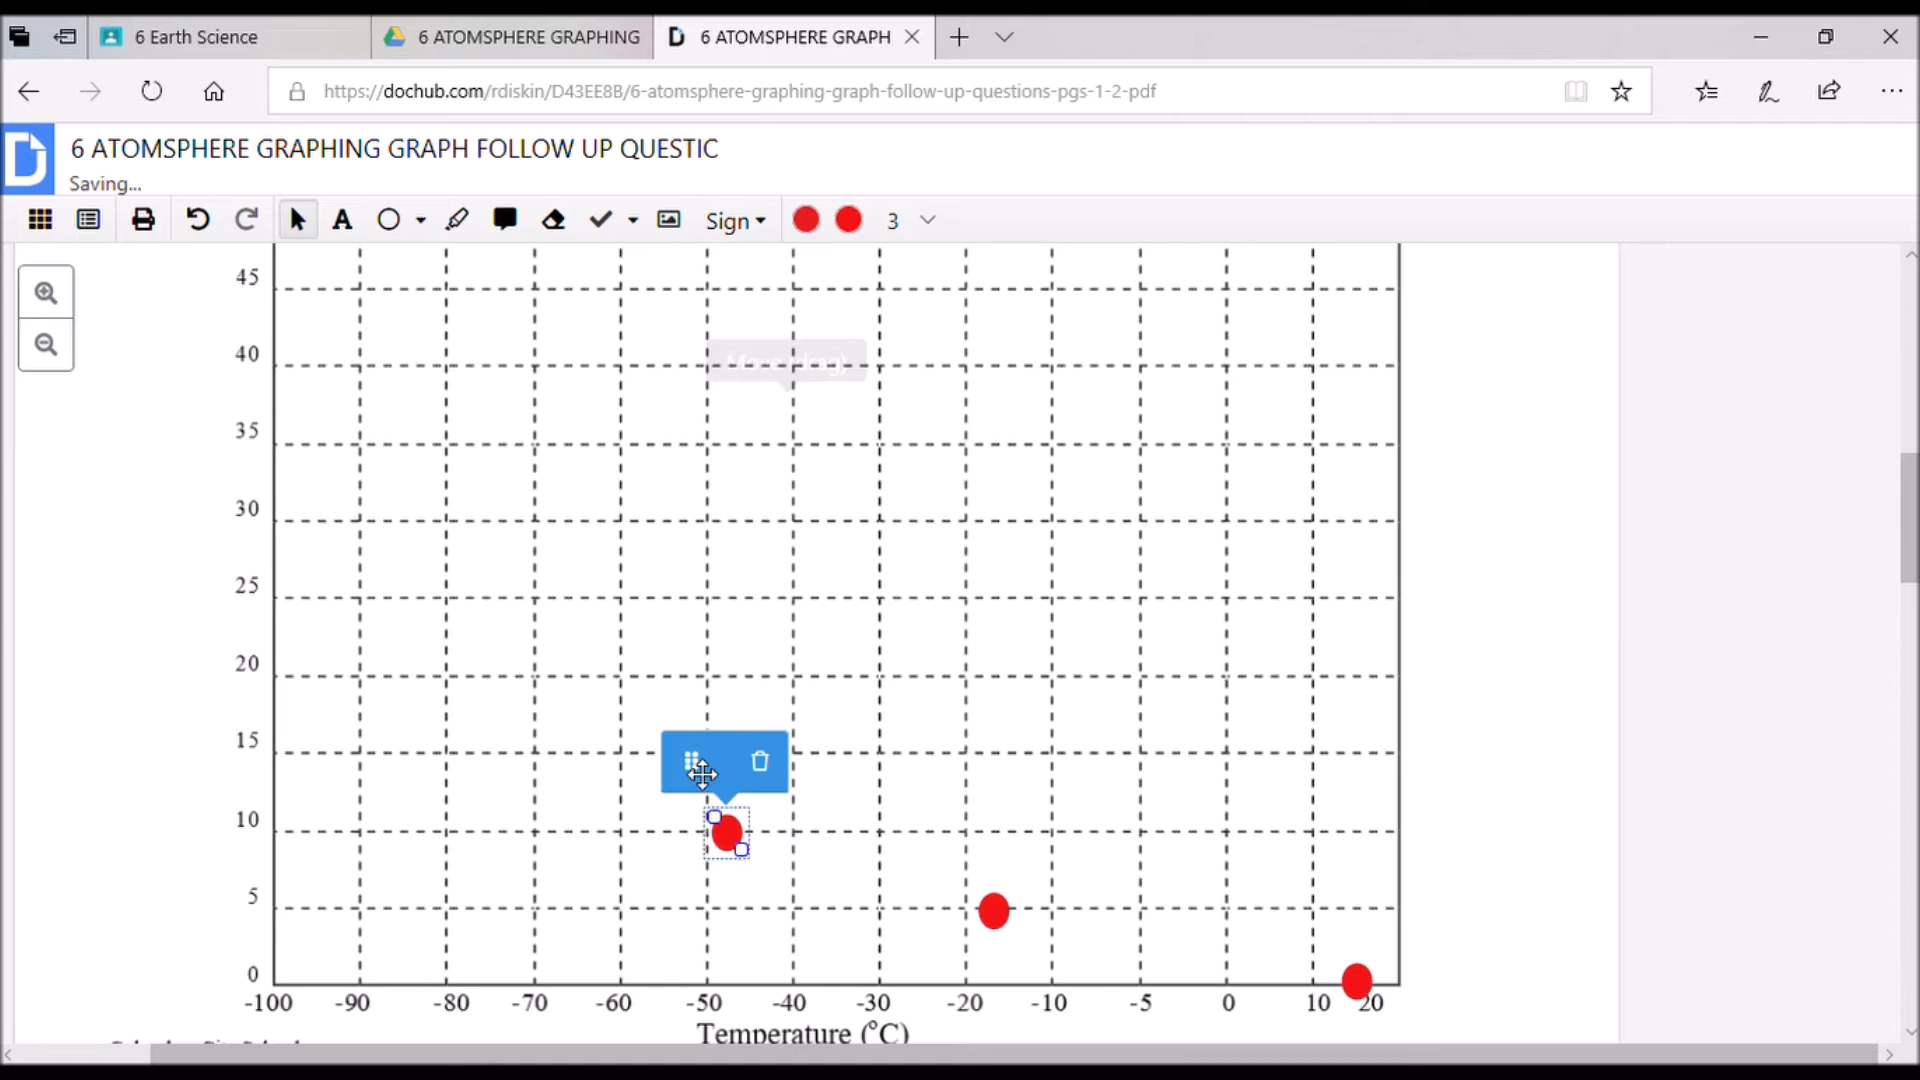 6 Earth Science
6 ATOMSPHERE GRAPHING
6 ATOMSPHERE GRAPH
https://dochub.com/rdiskin/D43EE8B/6-atomsphere-graphing-graph-follow-up-questions-pgs-1-2-pdf
6 ATOMSPHERE GRAPHING GRAPH FOLLOW UP QUESTIC
Saving...
A
Sign
3
45
Move (drag)
40
35
30
25
20
15
10
5
0
-100 -90 -80 -70 -60 -50 -40 -30 -20 -10 -5 0 10 20
Temperature (°C)